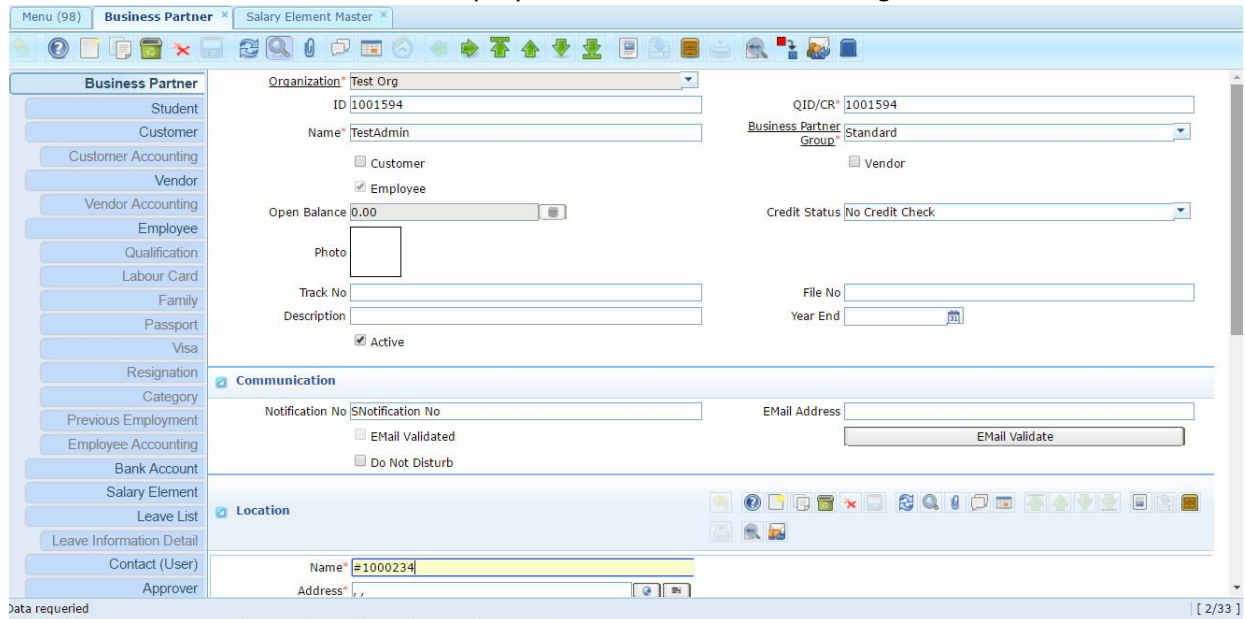 Menu (98) Business Partner × Salary Element Master ×
Business Partner
Student
Customer
Customer Accounting
Vendor
Vendor Accounting
Employee
Qualification
Labour Card
Family
Passport
Visa
Resignation
Category
Previous Employment
Employee Accounting
Bank Account
Salary Element
Leave List
Leave Information Detail
Contact (User)
Approver
Organization* Test Org
ID 1001594 QID/CR* 1001594
Name* TestAdmin Business Partner Group* Standard
Customer Vendor
Employee
Open Balance 0.00 Credit Status No Credit Check
Photo
Track No File No
Description Year End 31
Active
Communication
Notification No SNotification No EMail Address
EMail Validated EMail Validate
Do Not Disturb
Location
Name* #1000234
Address* , ,
Data requeried [ 2/33 ]